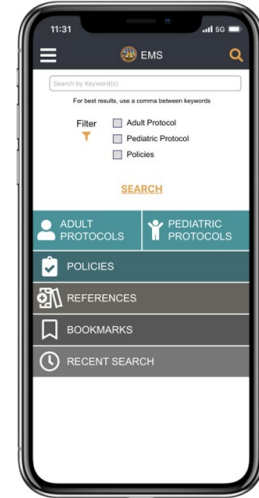 11:31
5G
EMS
Search by Keyword(s)
For best results, use a comma between keywords
Filter
Adult Protocol
Pediatric Protocol
Policies
SEARCH
ADULT
PROTOCOLS
PEDIATRIC
PROTOCOLS
POLICIES
REFERENCES
BOOKMARKS
RECENT SEARCH